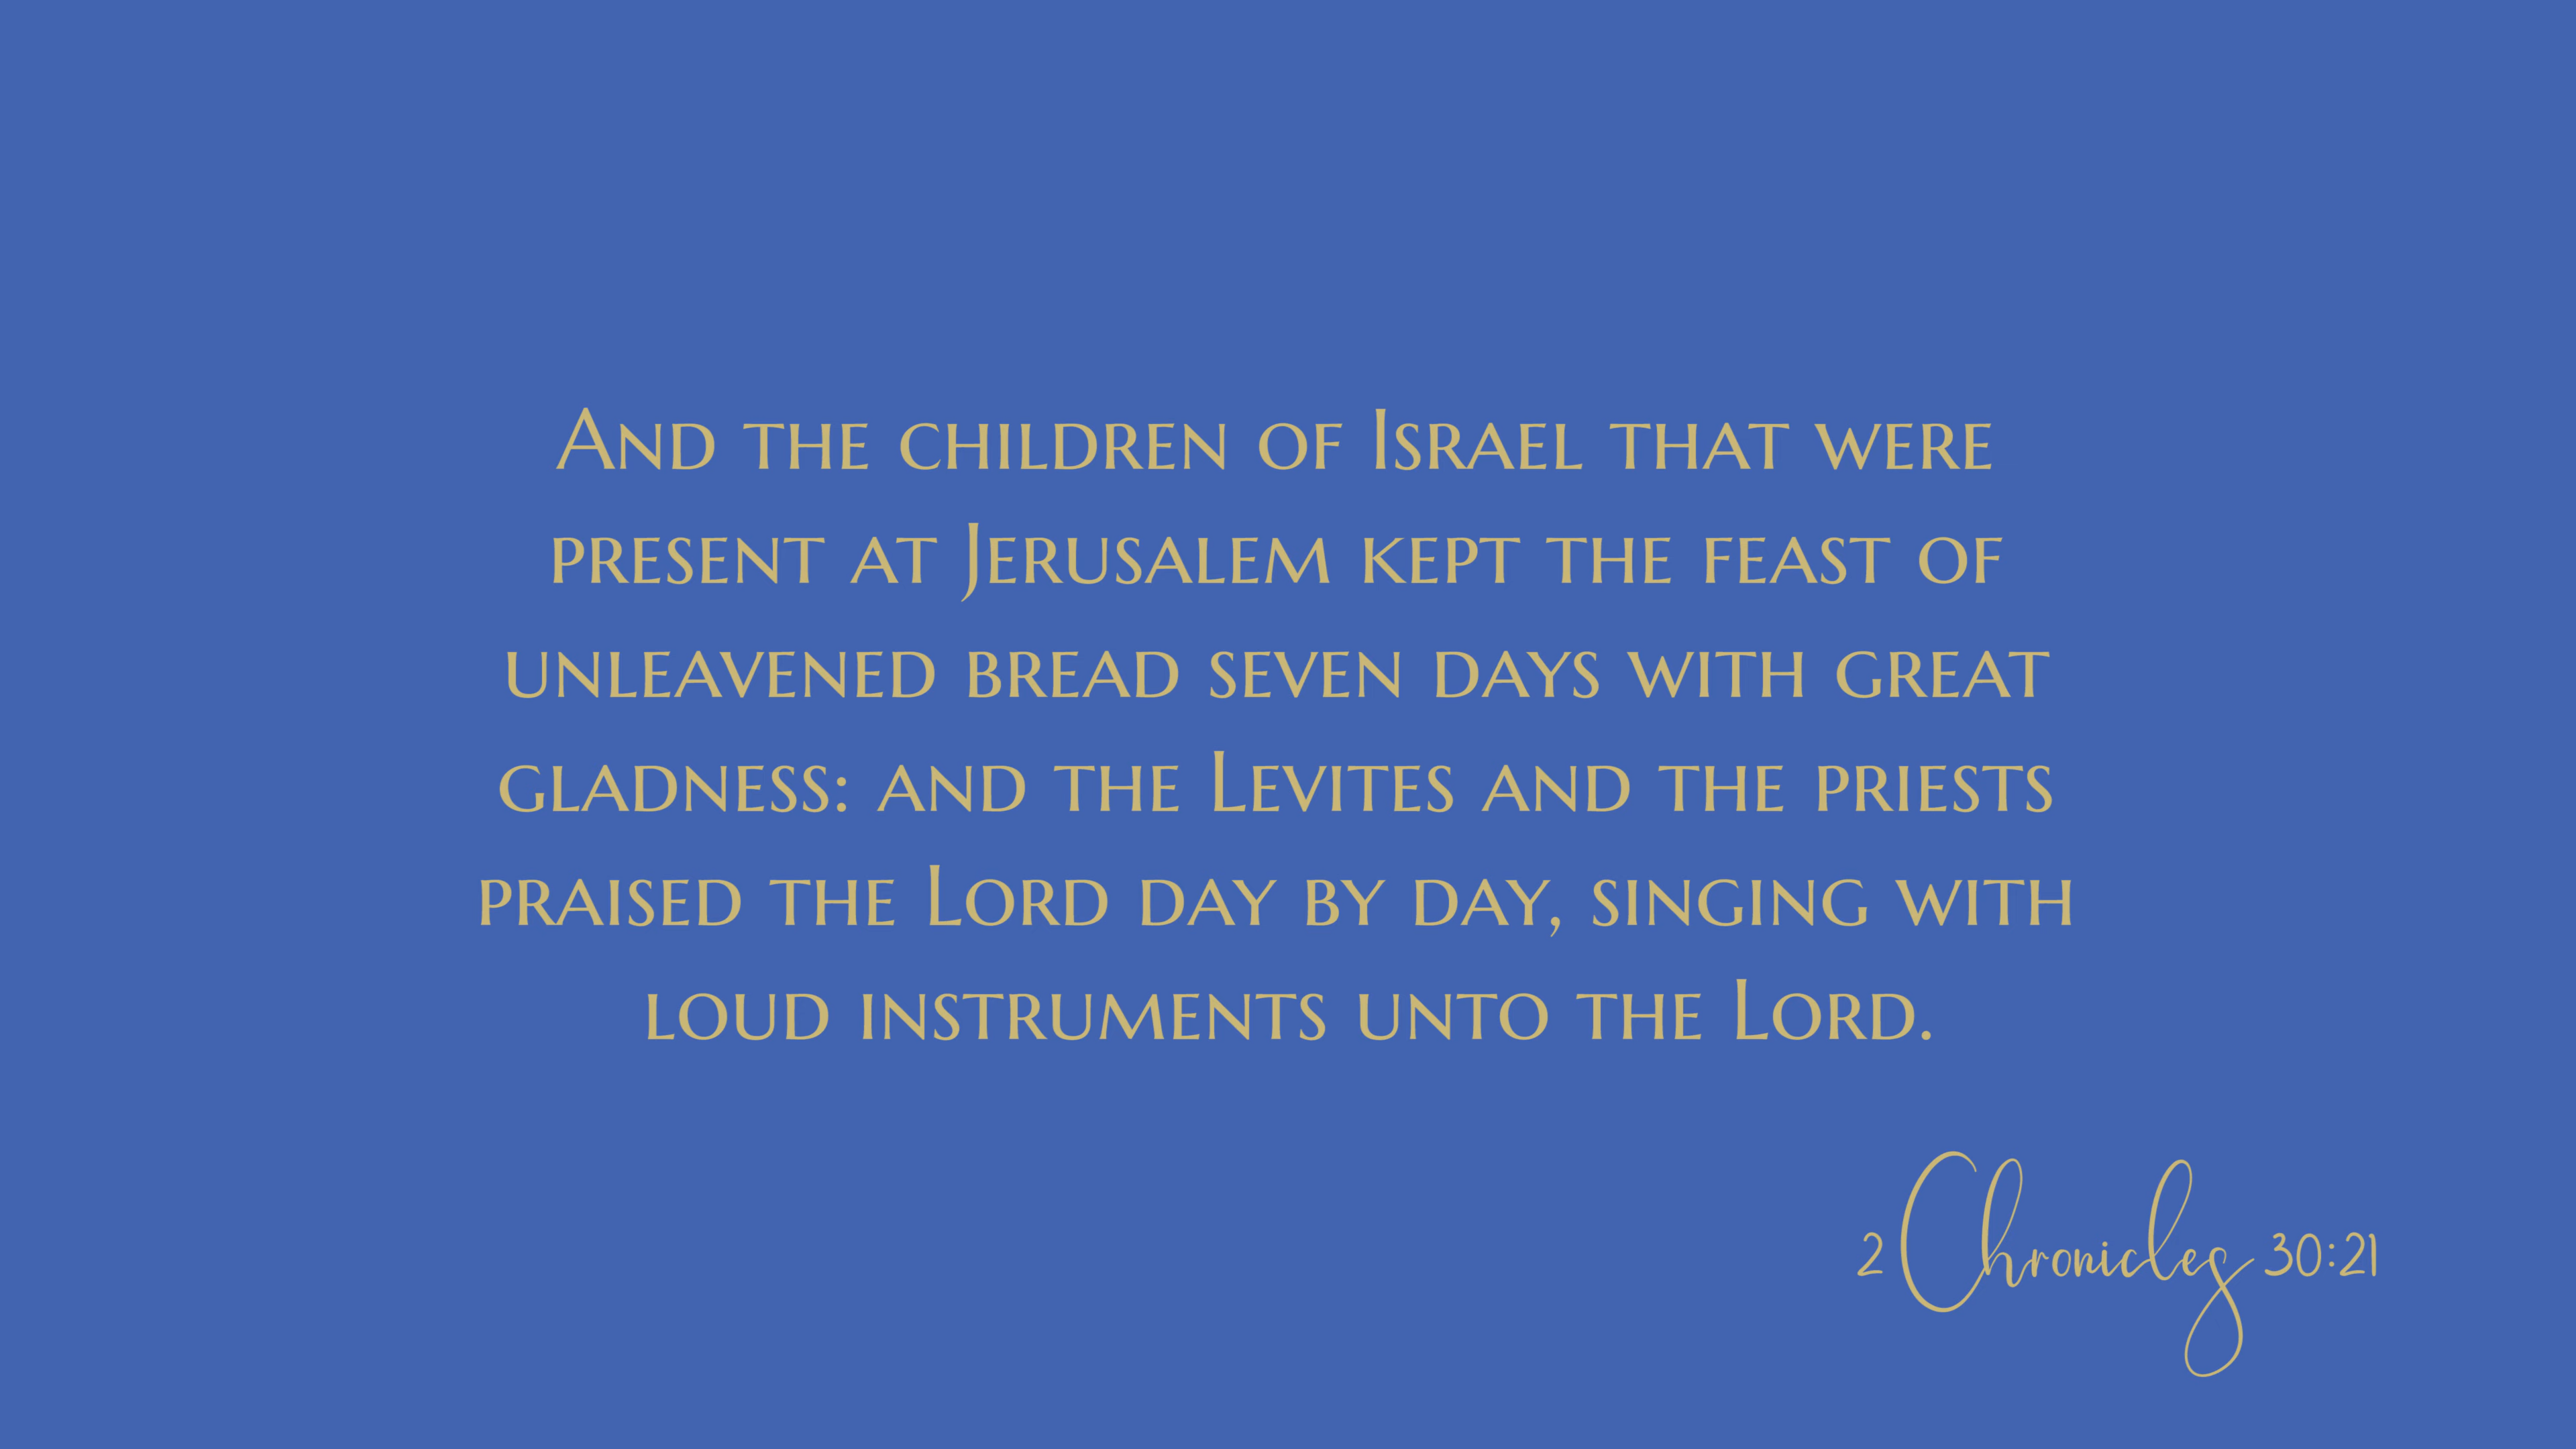 And the children of Israel that were
present at Jerusalem kept the feast of
unleavened bread seven days with great
gladness: and the Levites and the priests
praised the Lord day by day, singing with
loud instruments unto the Lord.
2 Chronicles 30:21